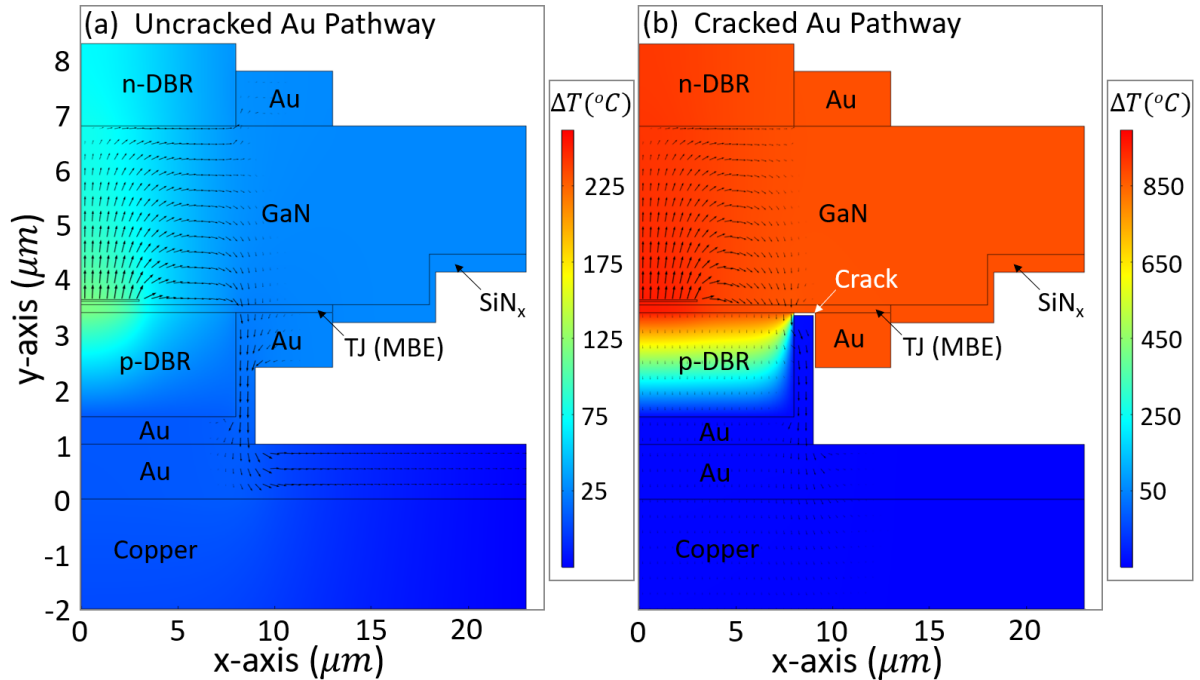 (a) Uncracked Au Pathway
(b) Cracked Au Pathway
8
7
6
5
4
3
2
1
0
-1
-2
y-axis (μm)
n-DBR
Au
GaN
SiNx
TJ (MBE)
Au
p-DBR
Au
Au
Copper
0
5
10
15
20
x-axis (μm)
ΔT(°C)
225
175
125
75
25
n-DBR
Au
GaN
SiNx
Crack
TJ (MBE)
Au
p-DBR
Au
Au
Copper
0
5
10
15
20
x-axis (μm)
ΔT(°C)
850
650
450
250
50